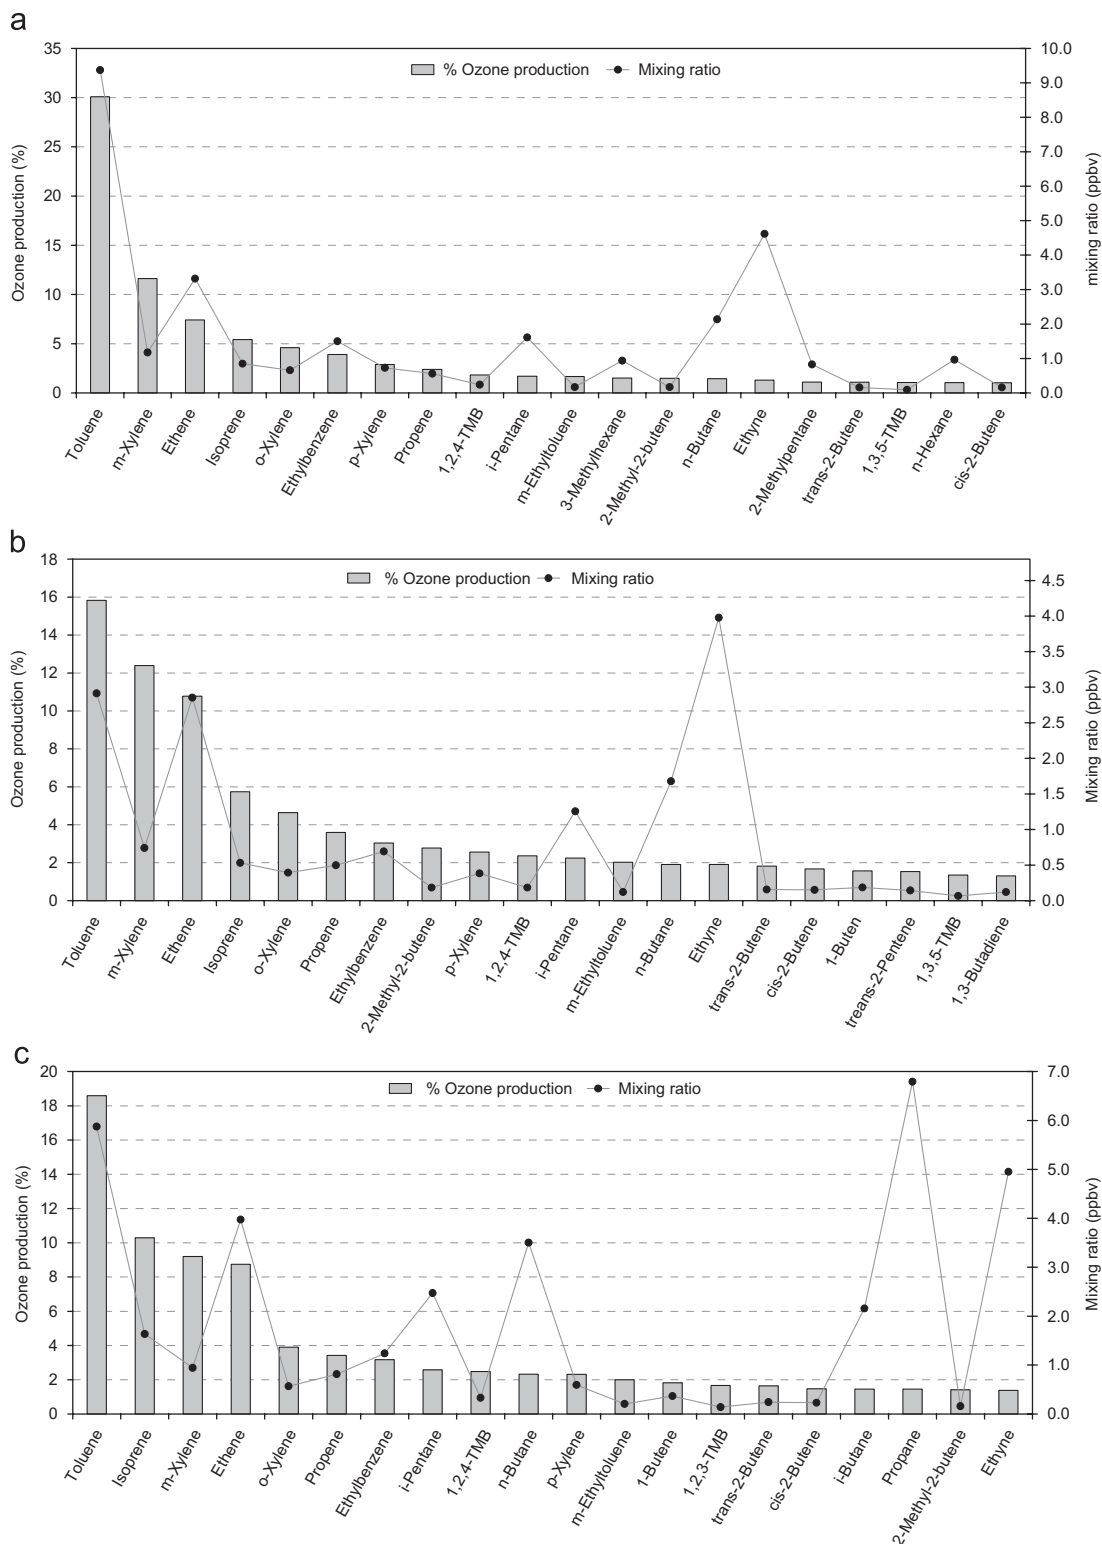 a
% Ozone production Mixing ratio
35
30
25
20
15
10
5
0
Ozone production (%)
10.0
9.0
8.0
7.0
6.0
5.0
4.0
3.0
2.0
1.0
0.0
mixing ratio (ppbv)
Toluene
m-Xylene
Ethene
Isoprene
o-Xylene
Ethylbenzene
p-Xylene
Propene
1,2,4-TMB
i-Pentane
m-Ethyltoluene
3-Methylhexane
2-Methyl-2-butene
n-Butane
Ethyne
2-Methylpentane
trans-2-Butene
1,3,5-TMB
n-Hexane
cis-2-Butene
b
% Ozone production Mixing ratio
18
16
14
12
10
8
6
4
2
0
Ozone production (%)
4.5
4.0
3.5
3.0
2.5
2.0
1.5
1.0
0.5
0.0
Mixing ratio (ppbv)
Toluene
m-Xylene
Ethene
Isoprene
o-Xylene
Propene
Ethylbenzene
2-Methyl-2-butene
p-Xylene
1,2,4-TMB
i-Pentane
m-Ethyltoluene
n-Butane
Ethyne
trans-2-Butene
cis-2-Butene
1-Buten
treans-2-Pentene
1,3,5-TMB
1,3-Butadiene
c
% Ozone production Mixing ratio
20
18
16
14
12
10
8
6
4
2
0
Ozone production (%)
7.0
6.0
5.0
4.0
3.0
2.0
1.0
0.0
Mixing ratio (ppbv)
Toluene
Isoprene
m-Xylene
Ethene
o-Xylene
Propene
Ethylbenzene
i-Pentane
1,2,4-TMB
n-Butane
p-Xylene
m-Ethyltoluene
1-Butene
1,2,3-TMB
trans-2-Butene
cis-2-Butene
i-Butane
Propane
2-Methyl-2-butene
Ethyne